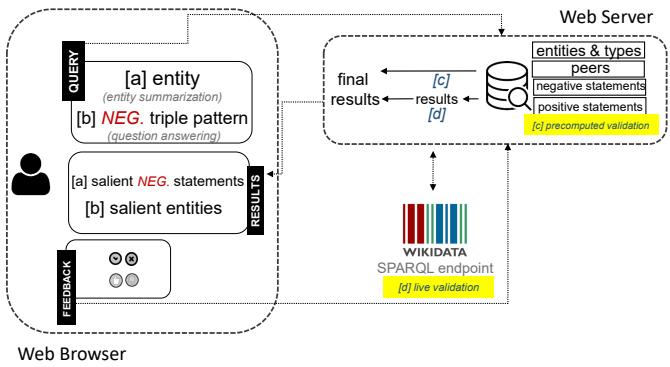 Web Server
QUERY
[a] entity
(entity summarization)
[b] NEG. triple pattern
(question answering)
[a] salient NEG. statements
[b] salient entities
RESULTS
FEEDBACK
Web Browser
final
results
[c]
results
[d]
entities & types
peers
negative statements
positive statements
[c] precomputed validation
WIKIDATA
SPARQL endpoint
[d] live validation